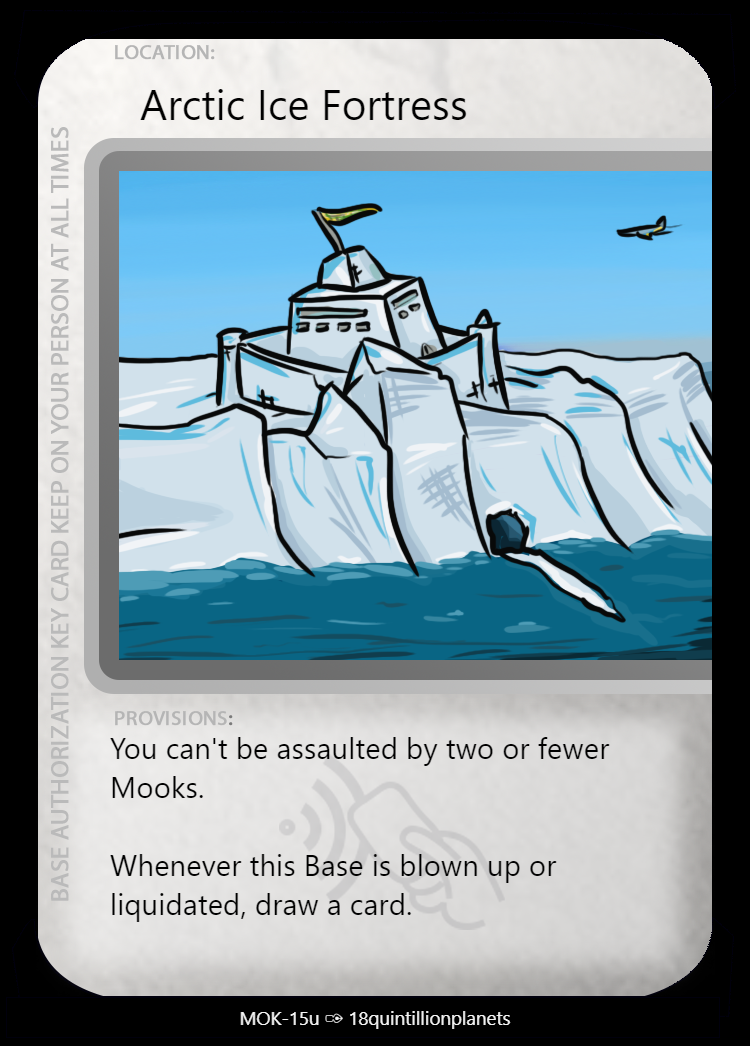 LOCATION:
Arctic Ice Fortress
BASE AUTHORIZATION KEY CARD KEEP ON YOUR PERSON AT ALL TIMES
PROVISIONS:
You can't be assaulted by two or fewer
Mooks.
Whenever this Base is blown up or
liquidated, draw a card.
MOK-15u ✑ 18quintillionplanets